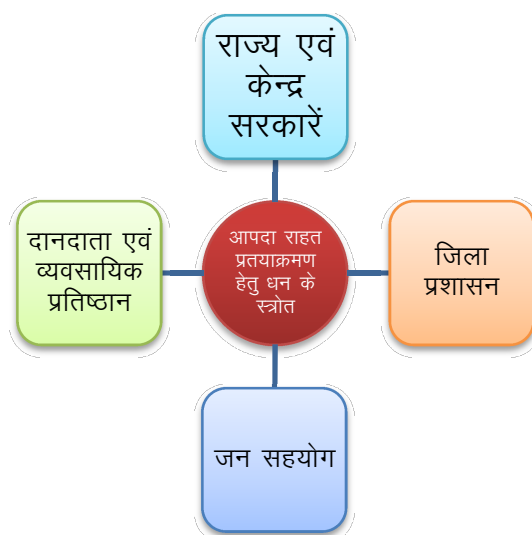 राज्य एवं
केन्द्र
सरकारें
दानदाता एवं
व्यवसायिक
प्रतिष्ठान
आपदा राहत
प्रतयाक्रमण
हेतु धन के
स्त्रोत
जिला
प्रशासन
जन सहयोग